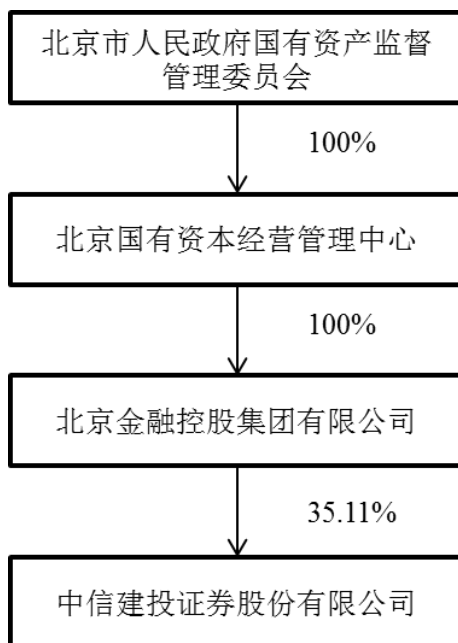 北京市人民政府国有资产监督
管理委员会
100%
北京国有资本经营管理中心
100%
北京金融控股集团有限公司
35.11%
中信建投证券股份有限公司